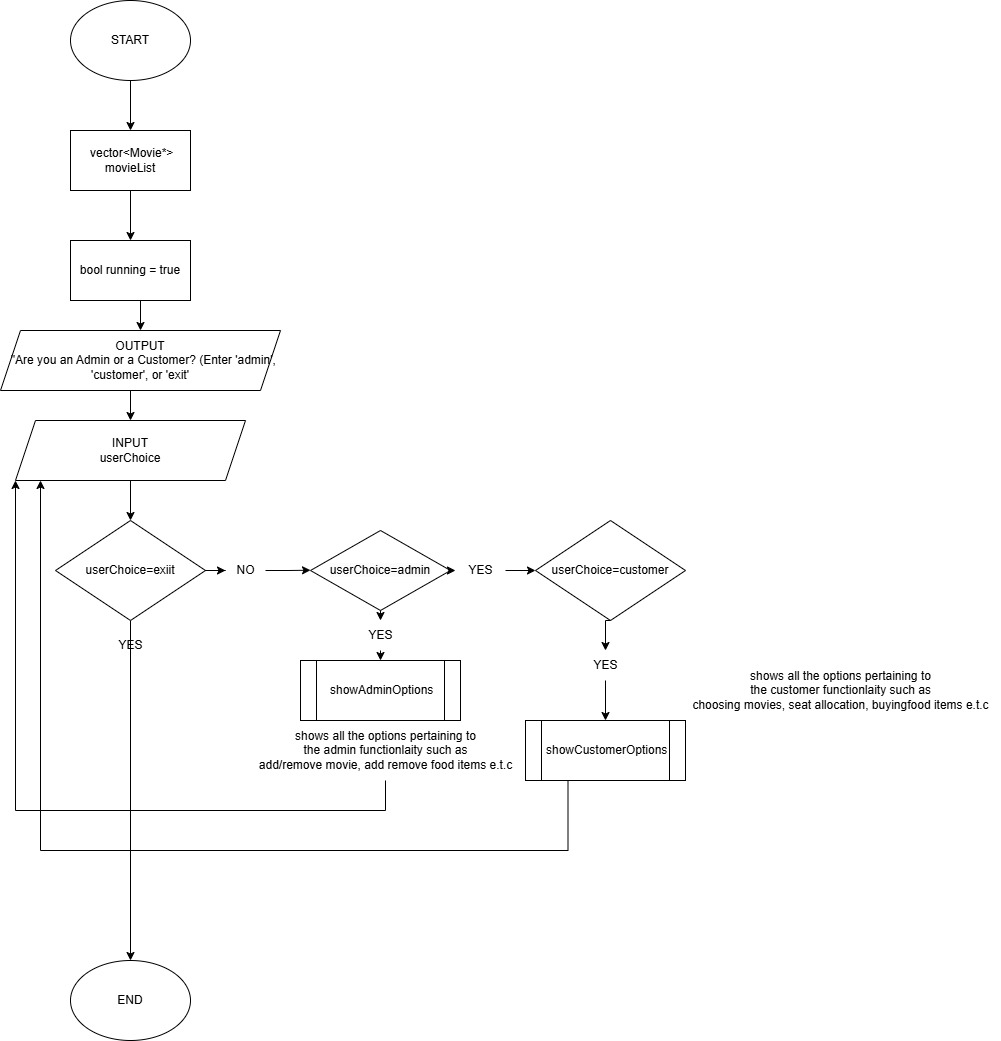 START
vector<Movie*>
movieList
bool running = true
OUTPUT
"Are you an Admin or a Customer? (Enter 'admin',
'customer', or 'exit'
INPUT
userChoice
userChoice=exiit
NO
userChoice=admin
YES
userChoice=customer
YES
YES
YES
showAdminOptions
shows all the options pertaining to
the admin functionlaity such as
add/remove movie, add remove food items e.t.c
shows all the options pertaining to
the customer functionlaity such as
choosing movies, seat allocation, buyingfood items e.t.c
showCustomerOptions
END